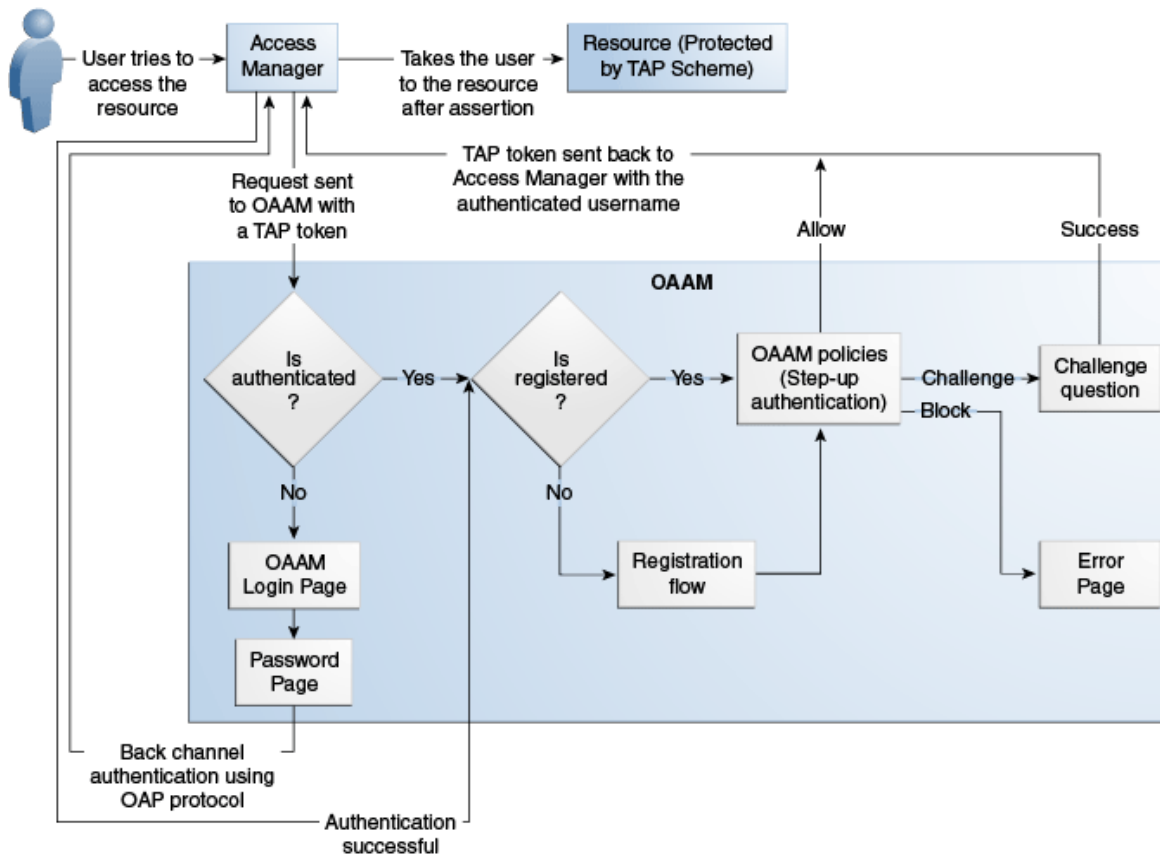 User tries to
access the
resource
Access
Manager
Takes the user
to the resource
after assertion
Resource (Protected
by TAP Scheme)
Request sent
to OAAM with
a TAP token
TAP token sent back to
Access Manager with the
authenticated username
Allow
Success
OAAM
Is
authenticated
?
Yes
Is
registered
?
Yes
OAAM policies
(Step-up
authentication)
Challenge
Block
Challenge
question
No
No
OAAM
Login Page
Registration
flow
Error
Page
Password
Page
Back channel
authentication using
OAP protocol
Authentication
successful